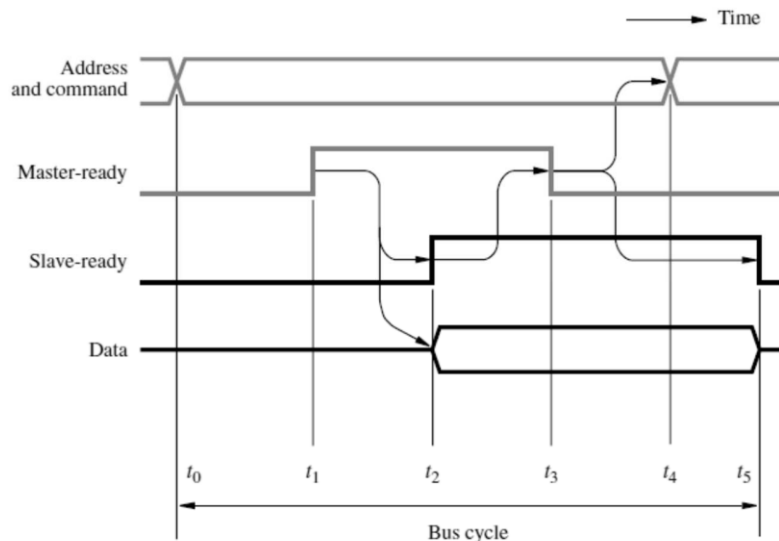 Time
Address
and command
Master-ready
Slave-ready
Data
t0 t1 t2 t3 t4 t5
Bus cycle